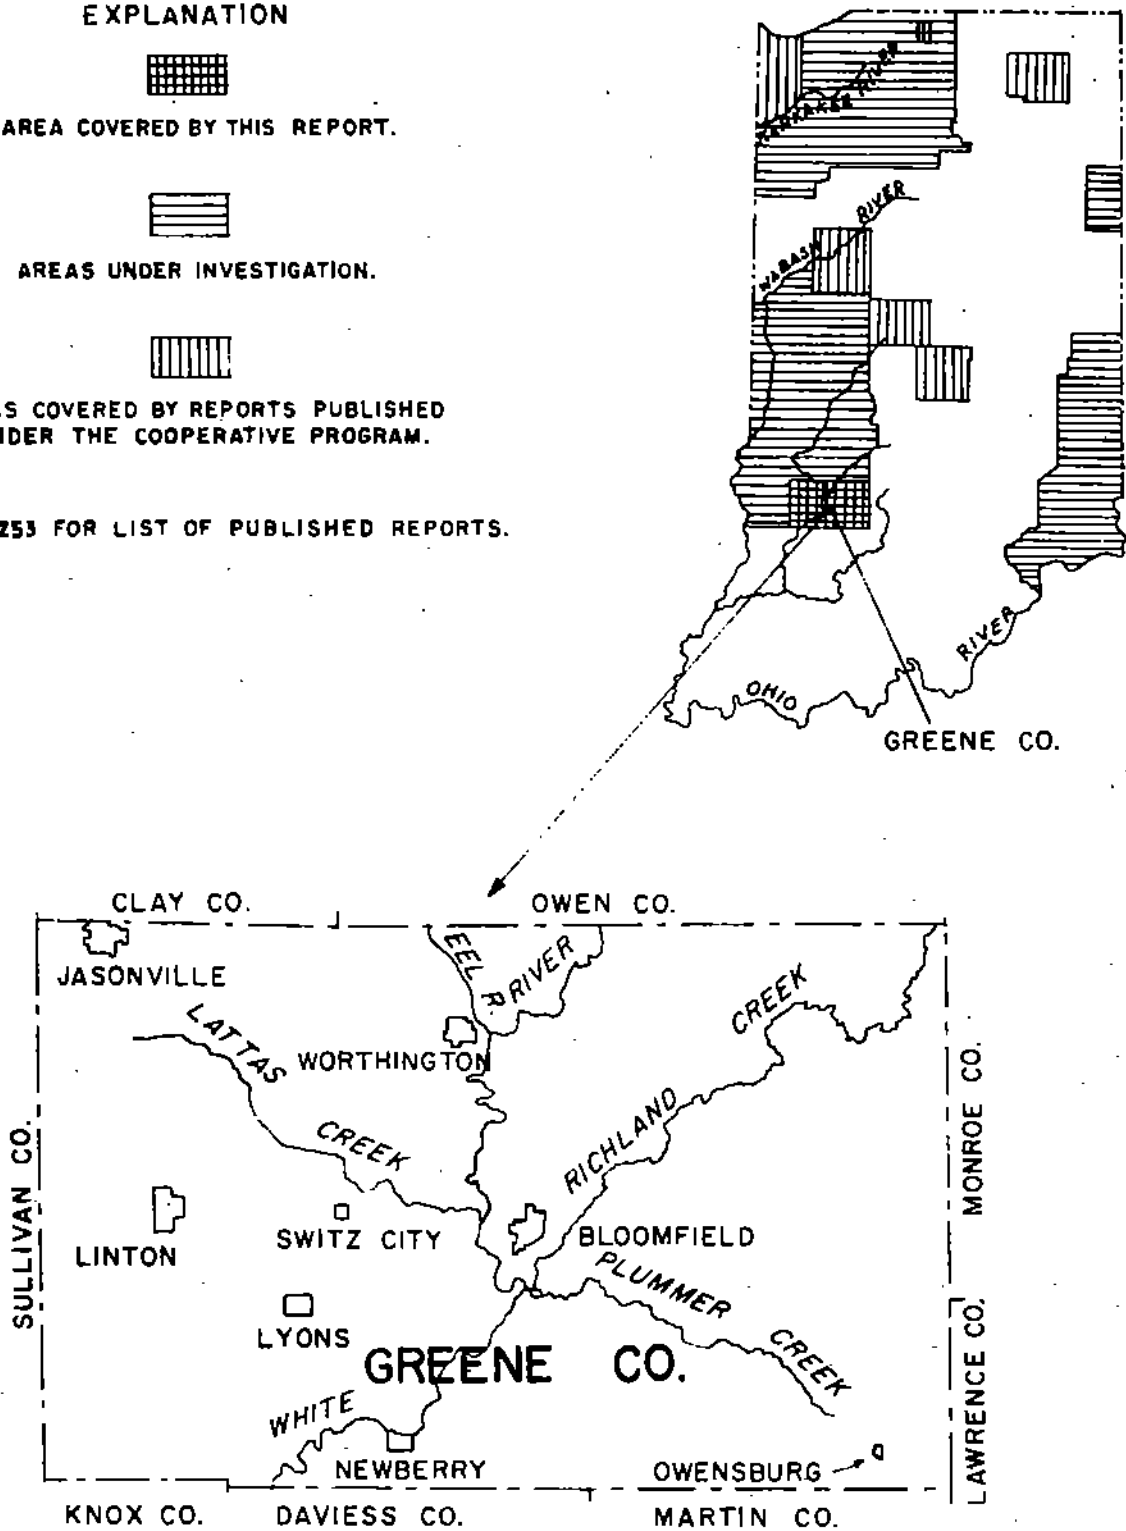 EXPLANATION
AREA COVERED BY THIS REPORT.
AREAS UNDER INVESTIGATION.
S COVERED BY REPORTS PUBLISHED
DER THE COOPERATIVE PROGRAM.
253 FOR LIST OF PUBLISHED REPORTS.
KANKAKEE RIVER
WABASH RIVER
OHIO RIVER
GREENE CO.
CLAY CO.
OWEN CO.
JASONVILLE
EEL R.
RIVER
LATTAS CREEK
WORTHINGTON
RICHLAND CREEK
SULLIVAN CO.
MONROE CO.
LINTON
SWITZ CITY
BLOOMFIELD
PLUMMER CREEK
LYONS
GREENE CO.
LAWRENCE CO.
WHITE
NEWBERRY
OWENSBURG
KNOX CO.
DAVIESS CO.
MARTIN CO.